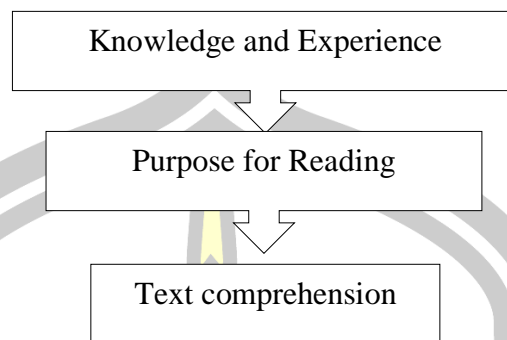 Knowledge and Experience
Purpose for Reading
Text comprehension